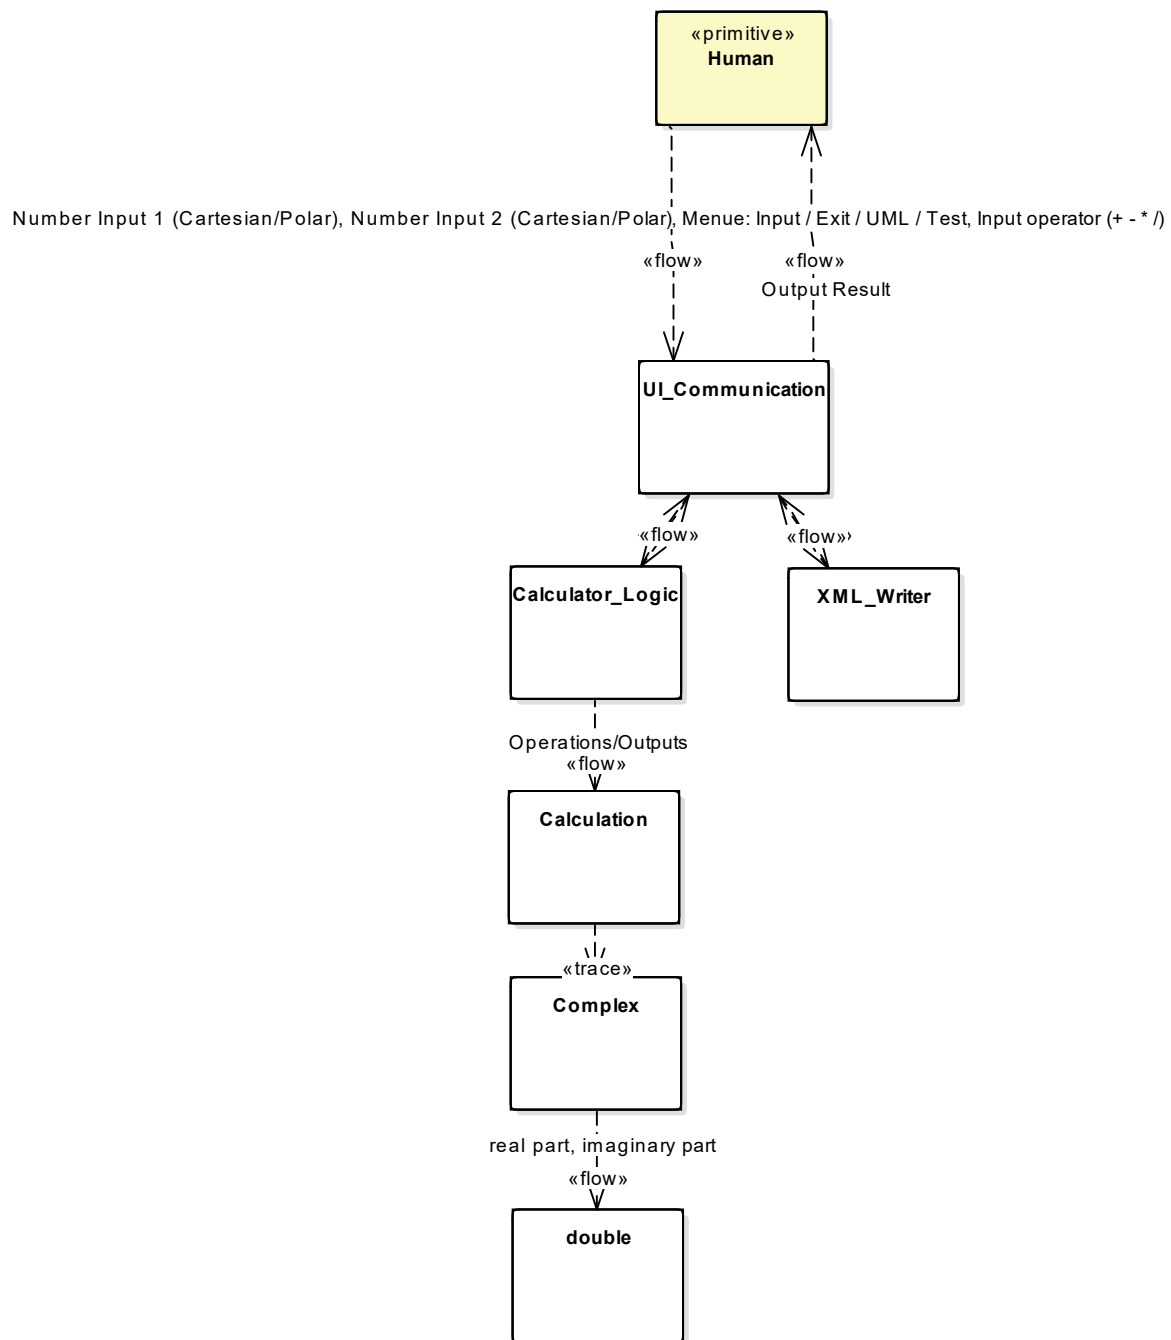 «primitive»
Human
Number Input 1 (Cartesian/Polar), Number Input 2 (Cartesian/Polar), Menue: Input / Exit / UML / Test, Input operator (+ - * /)
«flow» «flow»
Output Result
UI_Communication
«flow» «flow»
Calculator_Logic XML_Writer
Operations/Outputs
«flow»
Calculation
«trace»
Complex
real part, imaginary part
«flow»
double